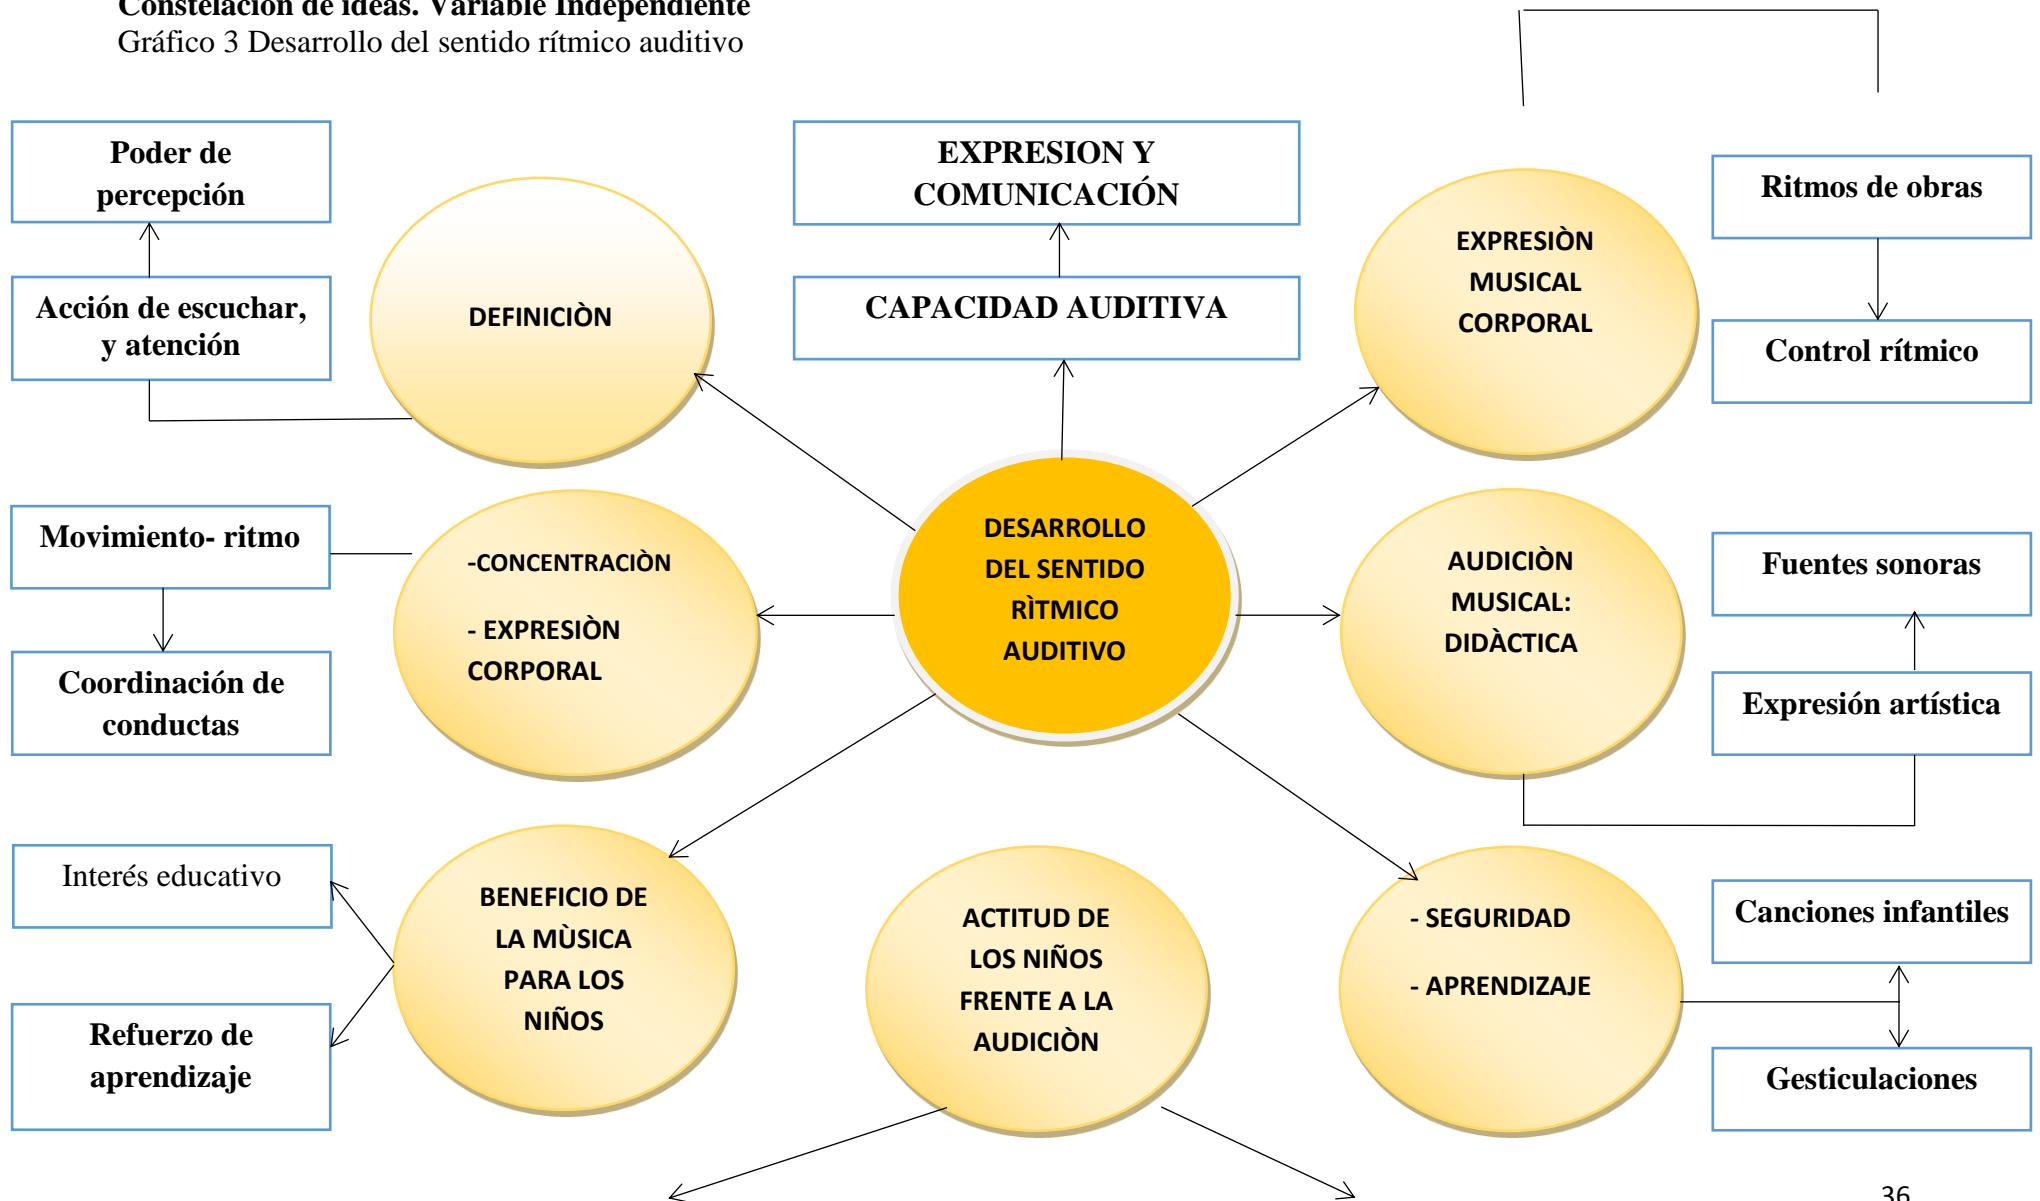 Constelación de ideas. Variable Independiente
Gráfico 3 Desarrollo del sentido rítmico auditivo
Poder de
percepción
Acción de escuchar,
y atención
DEFINICIÒN
EXPRESION Y
COMUNICACIÓN
CAPACIDAD AUDITIVA
EXPRESIÒN
MUSICAL
CORPORAL
Ritmos de obras
Control rítmico
Movimiento- ritmo
Coordinación de
conductas
-CONCENTRACIÒN
- EXPRESIÒN
CORPORAL
DESARROLLO
DEL SENTIDO
RÌTMICO
AUDITIVO
AUDICIÒN
MUSICAL:
DIDÀCTICA
Fuentes sonoras
Expresión artística
Interés educativo
Refuerzo de
aprendizaje
BENEFICIO DE
LA MÙSICA
PARA LOS
NIÑOS
ACTITUD DE
LOS NIÑOS
FRENTE A LA
AUDICIÒN
- SEGURIDAD
- APRENDIZAJE
Canciones infantiles
Gesticulaciones
36